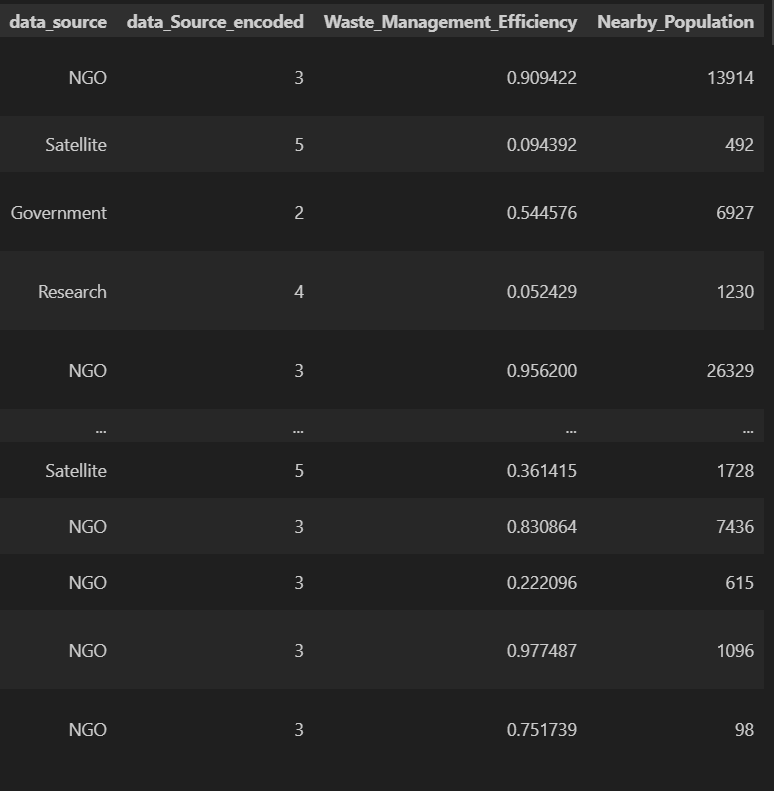 data_source data_Source_encoded Waste_Management_Efficiency Nearby_Population
NGO 3 0.909422 13914
Satellite 5 0.094392 492
Government 2 0.544576 6927
Research 4 0.052429 1230
NGO 3 0.956200 26329
... ... ... ...
Satellite 5 0.361415 1728
NGO 3 0.830864 7436
NGO 3 0.222096 615
NGO 3 0.977487 1096
NGO 3 0.751739 98